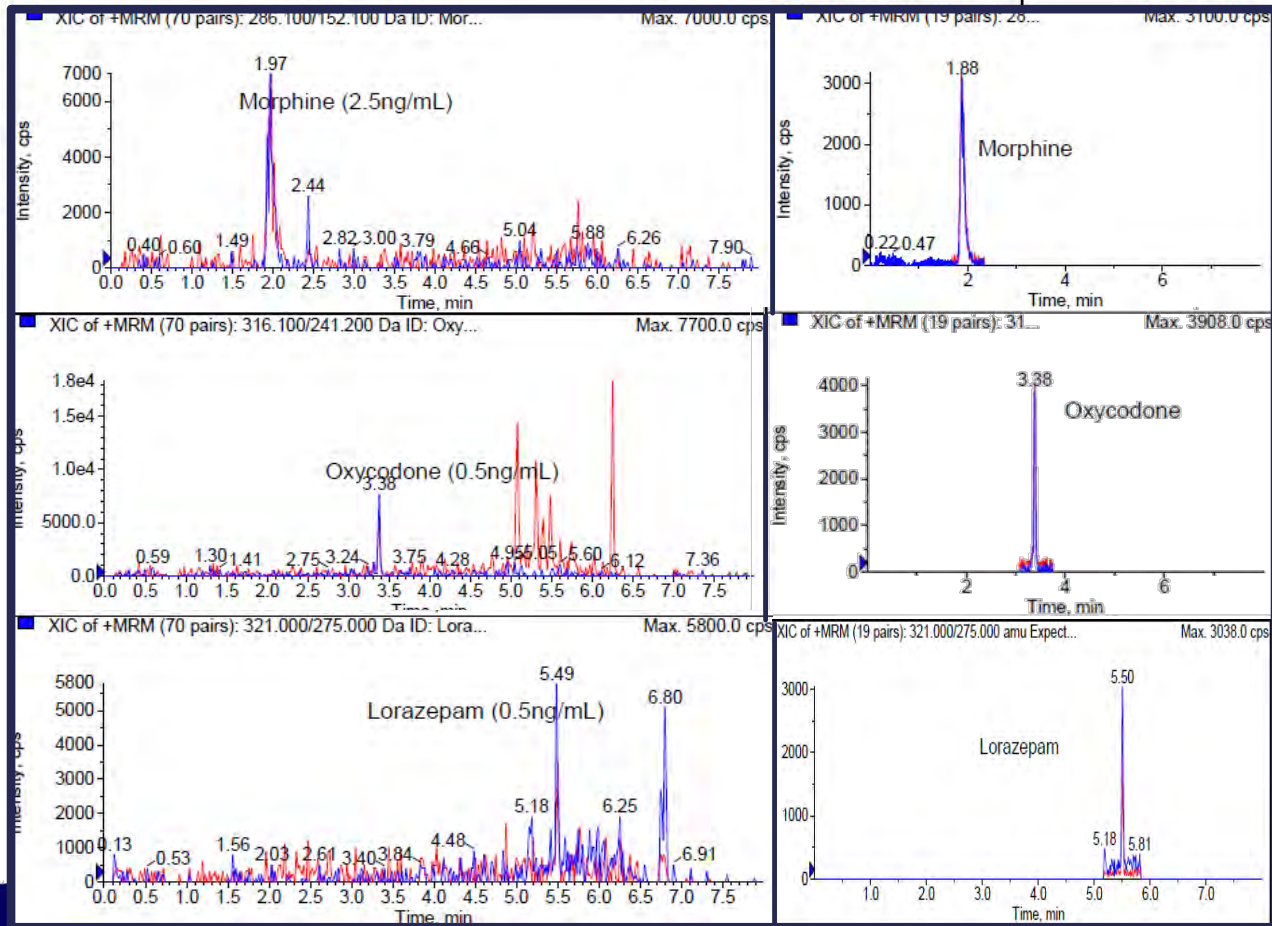 XIC of +MRM (70 pairs): 286.100/152.100 Da ID: Mor... Max. 7000.0 cps
1.97
7000
Morphine (2.5ng/mL)
6000
4000
2.44
2000
0.40 0.60 1.49 2.82 3.00 3.79 4.66 5.04 5.88 6.26 7.90
0
0.0 0.5 1.0 1.5 2.0 2.5 3.0 3.5 4.0 4.5 5.0 5.5 6.0 6.5 7.0 7.5
Time, min
Intensity, cps
XIC of +MRM (19 pairs): 28... Max. 3100.0 cps
1.88
3000
2000
Morphine
1000
0.22 0.47
0
2 4 6
Time, min
Intensity, cps
XIC of +MRM (70 pairs): 316.100/241.200 Da ID: Oxy... Max. 7700.0 cps
1.8e4
1.5e4
1.0e4
Oxycodone (0.5ng/mL)
3.38
5000.0
0.59 1.30 1.41 2.75 3.24 3.75 4.28 4.95 5.05 5.60 6.12 7.36
0.0
0.0 0.5 1.0 1.5 2.0 2.5 3.0 3.5 4.0 4.5 5.0 5.5 6.0 6.5 7.0 7.5
Time, min
Intensity, cps
XIC of +MRM (19 pairs): 31... Max. 3908.0 cps
3.38
4000
Oxycodone
3000
2000
1000
0
2 4 6
Time, min
Intensity, cps
XIC of +MRM (70 pairs): 321.000/275.000 Da ID: Lora... Max. 5800.0 cps
5.49
5800
6.80
5000
Lorazepam (0.5ng/mL)
4000
3000
2000
5.18 6.25
1000
0.13 0.53 1.56 2.03 2.61 3.40 3.84 4.48 6.91
0
0.0 0.5 1.0 1.5 2.0 2.5 3.0 3.5 4.0 4.5 5.0 5.5 6.0 6.5 7.0 7.5
Time, min
Intensity, cps
XIC of +MRM (19 pairs): 321.000/275.000 amu Expect... Max. 3038.0 cps
5.50
3000
2000
Lorazepam
1000
5.18 5.81
0
1.0 2.0 3.0 4.0 5.0 6.0 7.0
Time, min